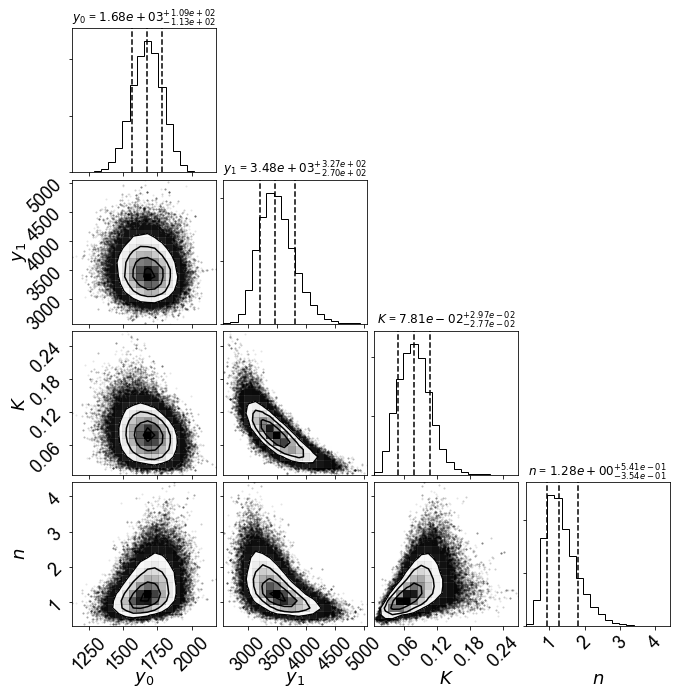 y₀ = 1.68e + 03 +1.09e+02 −1.13e+02
y₁ = 3.48e + 03 +3.27e+02 −2.70e+02
5000
4500
4000
3500
3000
y₁
K = 7.81e − 02 +2.97e−02 −2.77e−02
0.24
0.18
0.12
0.06
K
n = 1.28e + 00 +5.41e−01 −3.54e−01
4
3
2
1
n
1250 1500 1750 2000 3000 3500 4000 4500 5000 0.06 0.12 0.18 0.24 1 2 3 4
y₀ y₁ K n